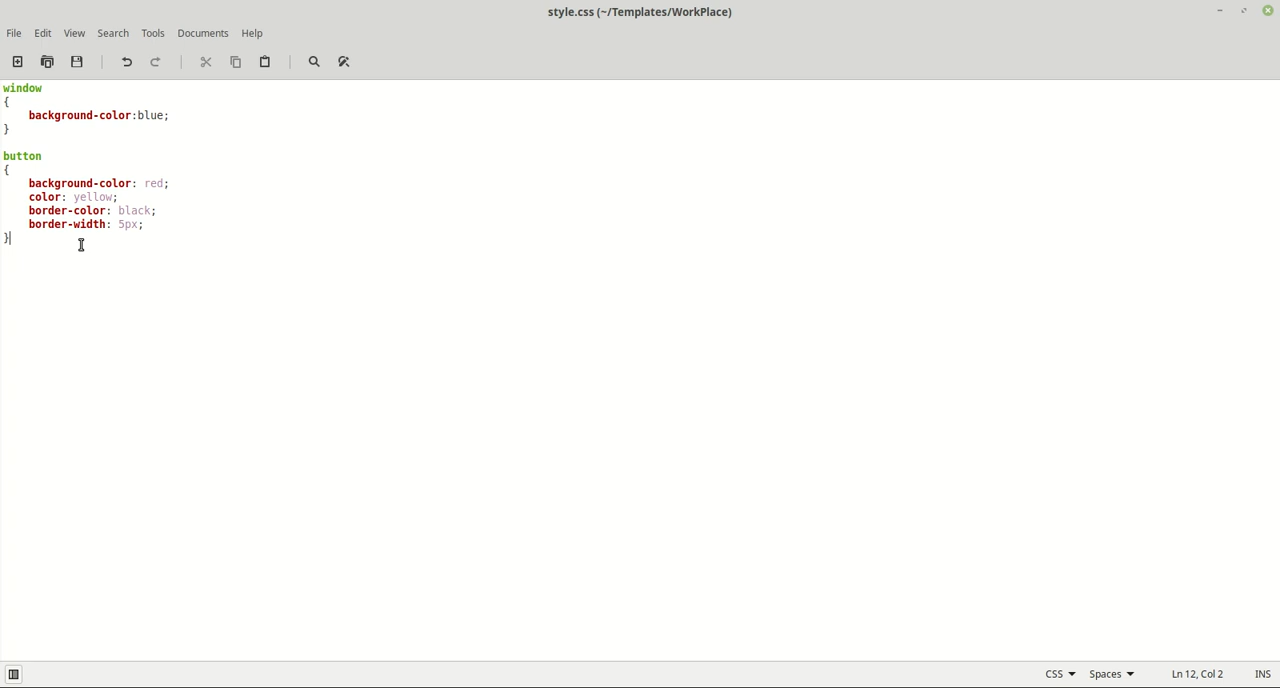 style.css (~/Templates/WorkPlace)
File Edit View Search Tools Documents Help
window
{
    background-color:blue;
}
button
{
    background-color: red;
    color: yellow;
    border-color: black;
    border-width: 5px;
}
CSS Spaces Ln 12, Col 2 INS